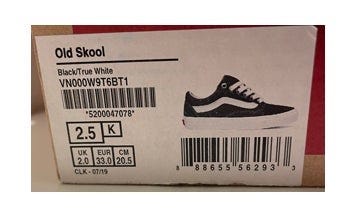 Old Skool
Black/True White
VN000W9T6BT1
*5200047078*
2.5 K
UK EUR CM
2.0 33.0 20.5
CLK - 07/19
8 88655 56293 3